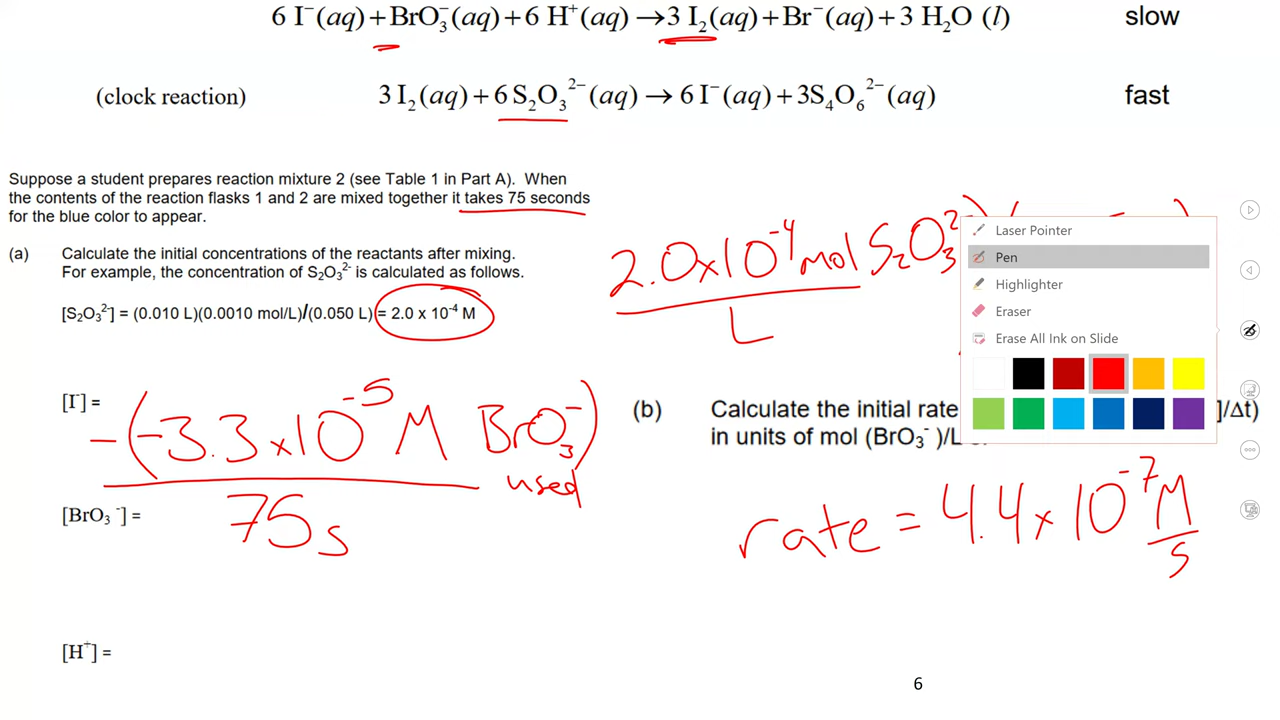 6 I⁻(aq) + BrO₃⁻(aq) + 6 H⁺(aq) → 3 I₂(aq) + Br⁻(aq) + 3 H₂O (l) slow
(clock reaction) 3 I₂(aq) + 6 S₂O₃²⁻(aq) → 6 I⁻(aq) + 3S₄O₆²⁻(aq) fast
Suppose a student prepares reaction mixture 2 (see Table 1 in Part A). When
the contents of the reaction flasks 1 and 2 are mixed together it takes 75 seconds
for the blue color to appear.
(a) Calculate the initial concentrations of the reactants after mixing.
For example, the concentration of S₂O₃²⁻ is calculated as follows.
[S₂O₃²⁻] = (0.010 L)(0.0010 mol/L)/(0.050 L) = 2.0 x 10⁻⁴ M
2.0×10⁻⁴ mol S₂O₃²⁻
L
Laser Pointer
Pen
Highlighter
Eraser
Erase All Ink on Slide
[I⁻] =
-(-3.3×10⁻⁵ M BrO₃⁻)
used
75s
[BrO₃⁻] =
[H⁺] =
(b) Calculate the initial rate ]/Δt)
in units of mol (BrO₃⁻)/L
rate = 4.4×10⁻⁷ M
s
6